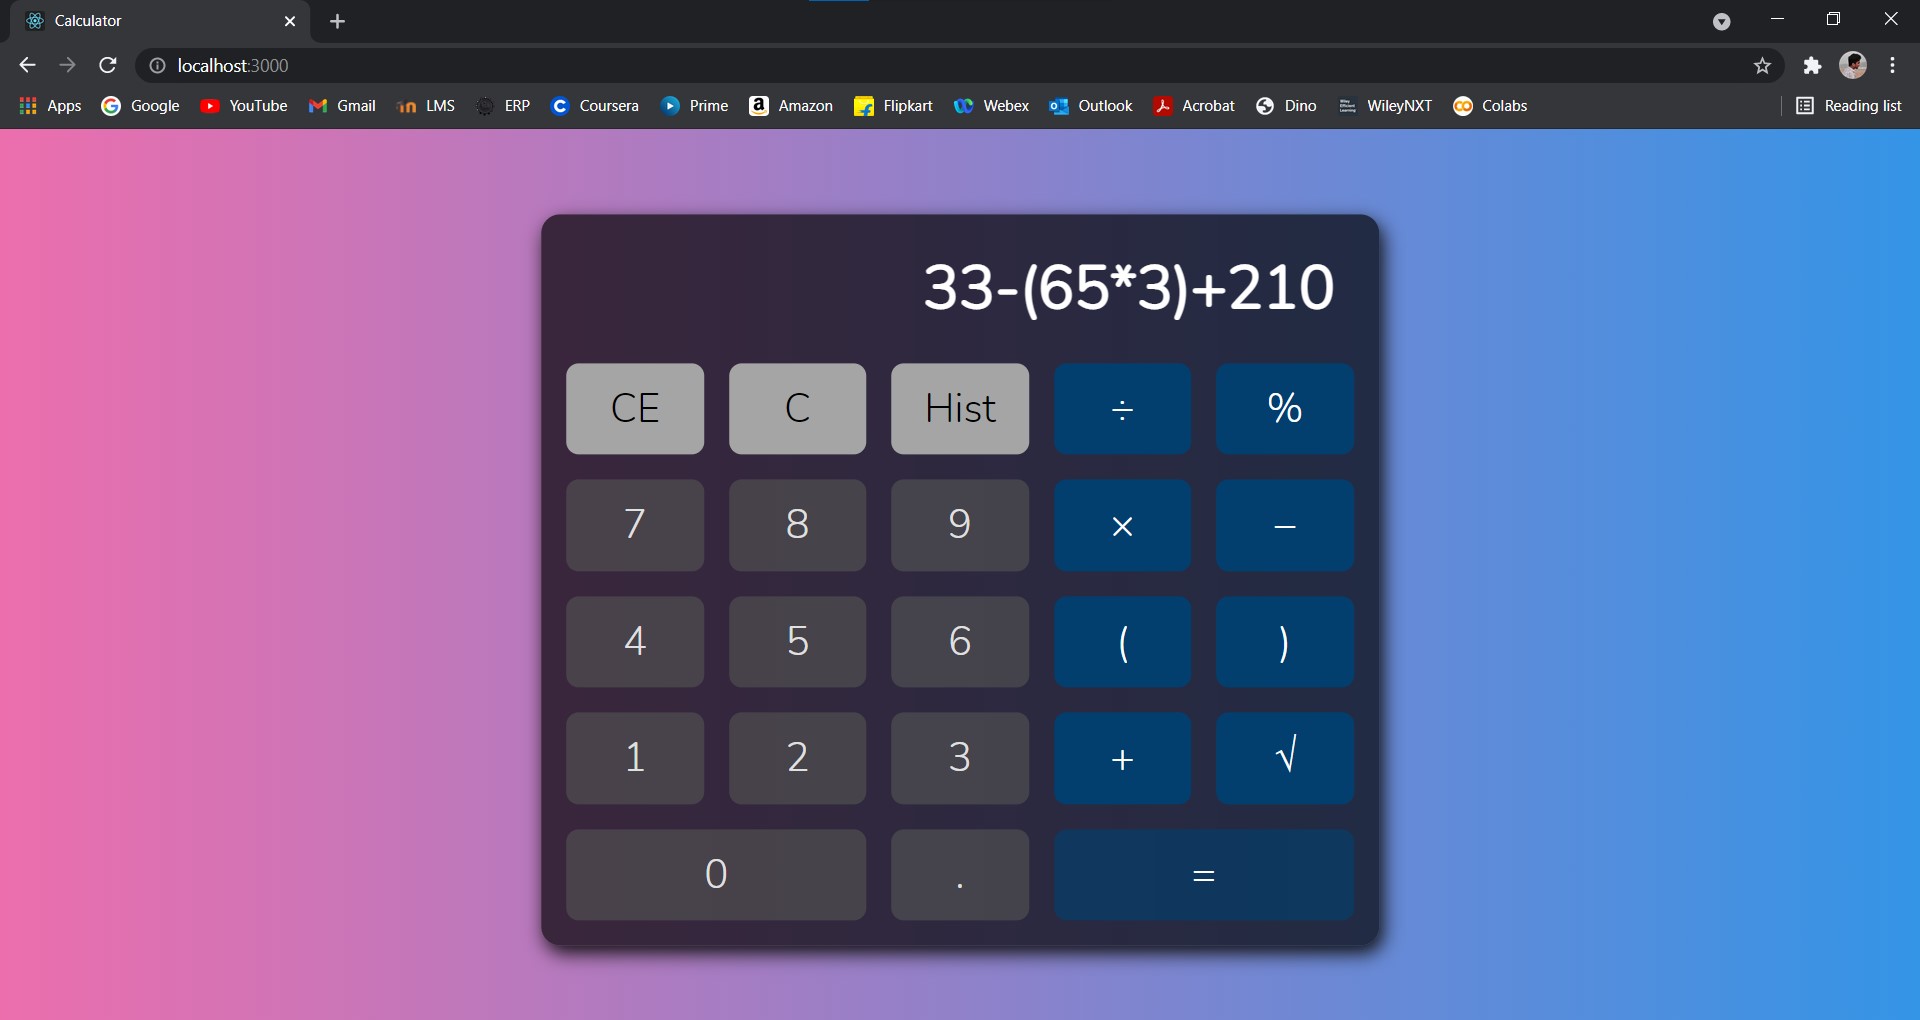 Calculator
localhost:3000
Apps Google YouTube Gmail LMS ERP Coursera Prime Amazon Flipkart Webex Outlook Acrobat Dino WileyNXT Colabs Reading list
33-(65*3)+210
CE C Hist ÷ %
7 8 9 × −
4 5 6 ( )
1 2 3 + √
0 . =